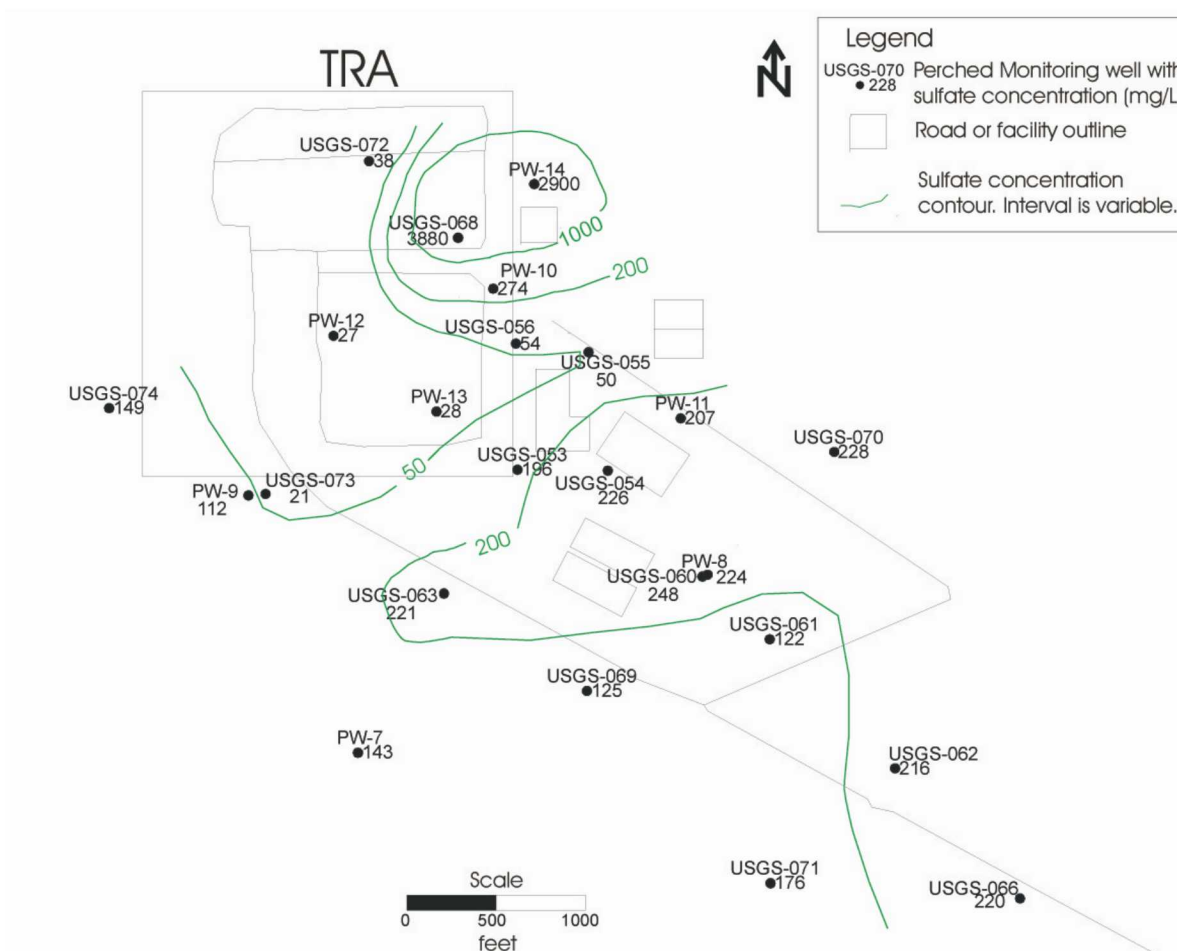 TRA
N
Legend
USGS-070
228
Perched Monitoring well with
sulfate concentration (mg/L
Road or facility outline
Sulfate concentration
contour. Interval is variable.
USGS-072
38
PW-14
2900
USGS-068
3880
1000
PW-10
274
200
USGS-056
54
PW-12
27
USGS-055
50
USGS-074
149
PW-13
28
PW-11
207
USGS-070
228
USGS-053
196
50
USGS-054
226
PW-9
112
USGS-073
21
200
PW-8
224
USGS-060
248
USGS-063
221
USGS-061
122
USGS-069
125
PW-7
143
USGS-062
216
USGS-071
176
USGS-066
220
Scale
0 500 1000
feet